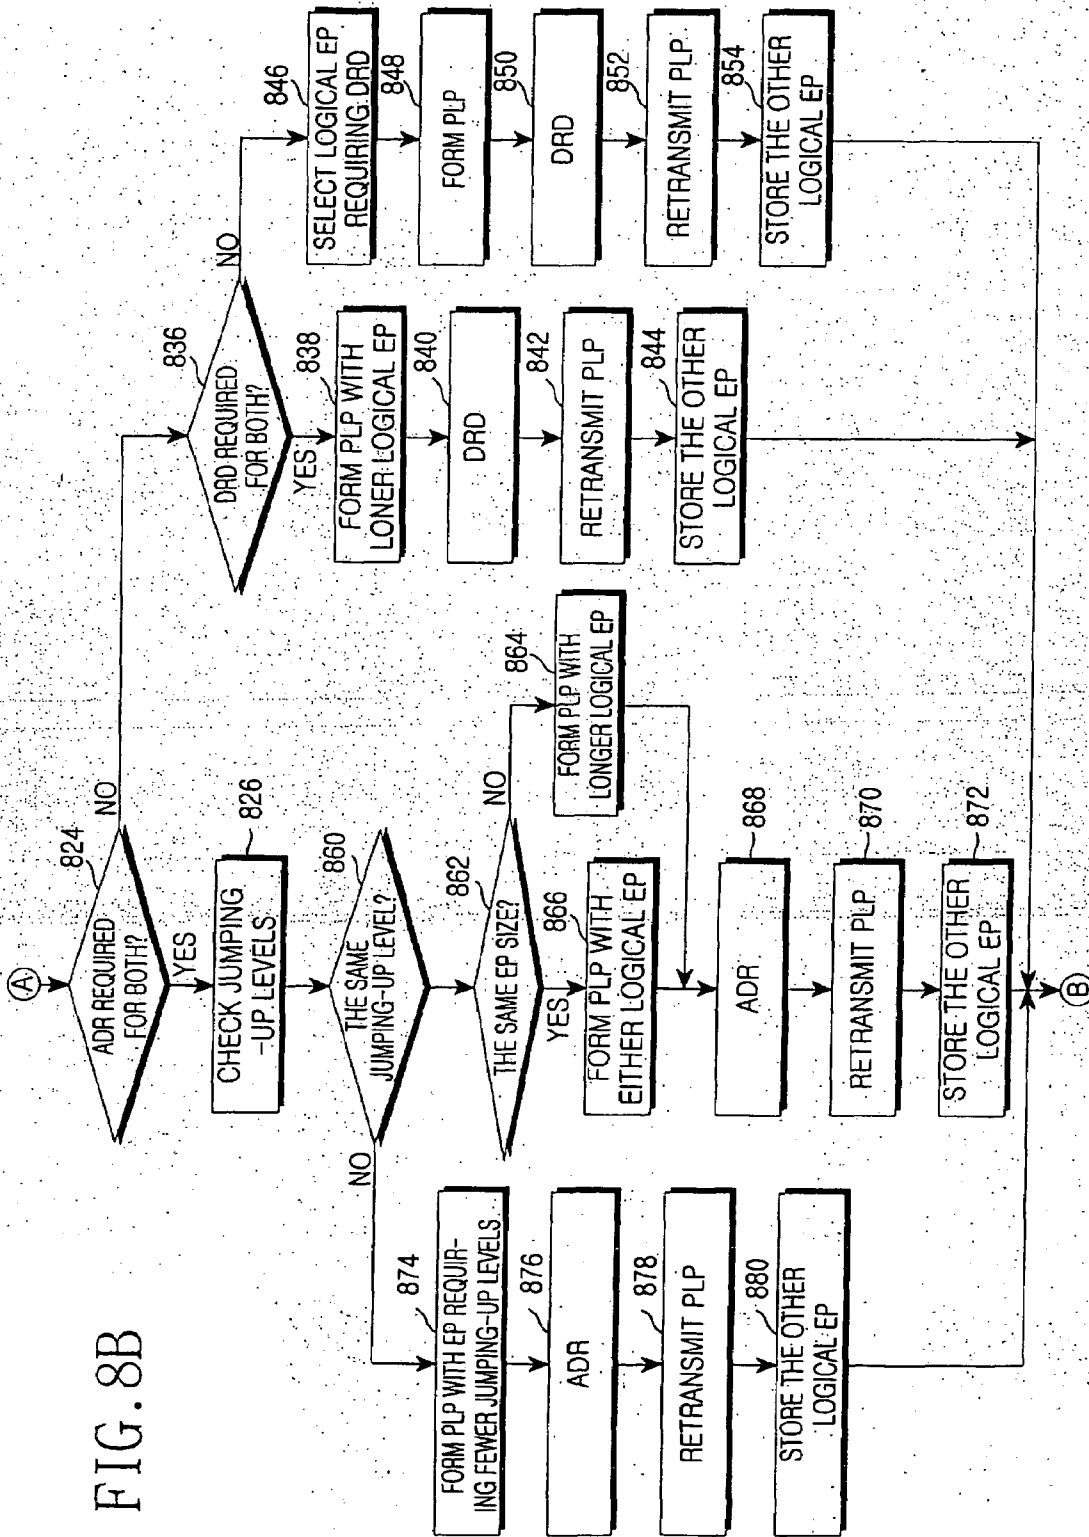 FIG.8B
A
824
ADR REQUIRED
FOR BOTH?
NO
YES
826
CHECK JUMPING
-UP LEVELS
860
THE SAME
JUMPING-UP LEVEL?
NO
862
THE SAME EP SIZE?
NO
YES
864
FORM PLP WITH
LONGER LOGICAL EP
866
FORM PLP WITH
EITHER LOGICAL EP
868
ADR
870
RETRANSMIT PLP
872
STORE THE OTHER
LOGICAL EP
874
FORM PLP WITH EP REQUIR-
ING FEWER JUMPING-UP LEVELS
876
ADR
878
RETRANSMIT PLP
880
STORE THE OTHER
LOGICAL EP
836
DRD REQUIRED
FOR BOTH?
NO
YES
838
FORM PLP WITH
LONER LOGICAL EP
840
DRD
842
RETRANSMIT PLP
844
STORE THE OTHER
LOGICAL EP
846
SELECT LOGICAL EP
REQUIRING DRD
848
FORM PLP
850
DRD
852
RETRANSMIT PLP
854
STORE THE OTHER
LOGICAL EP
B